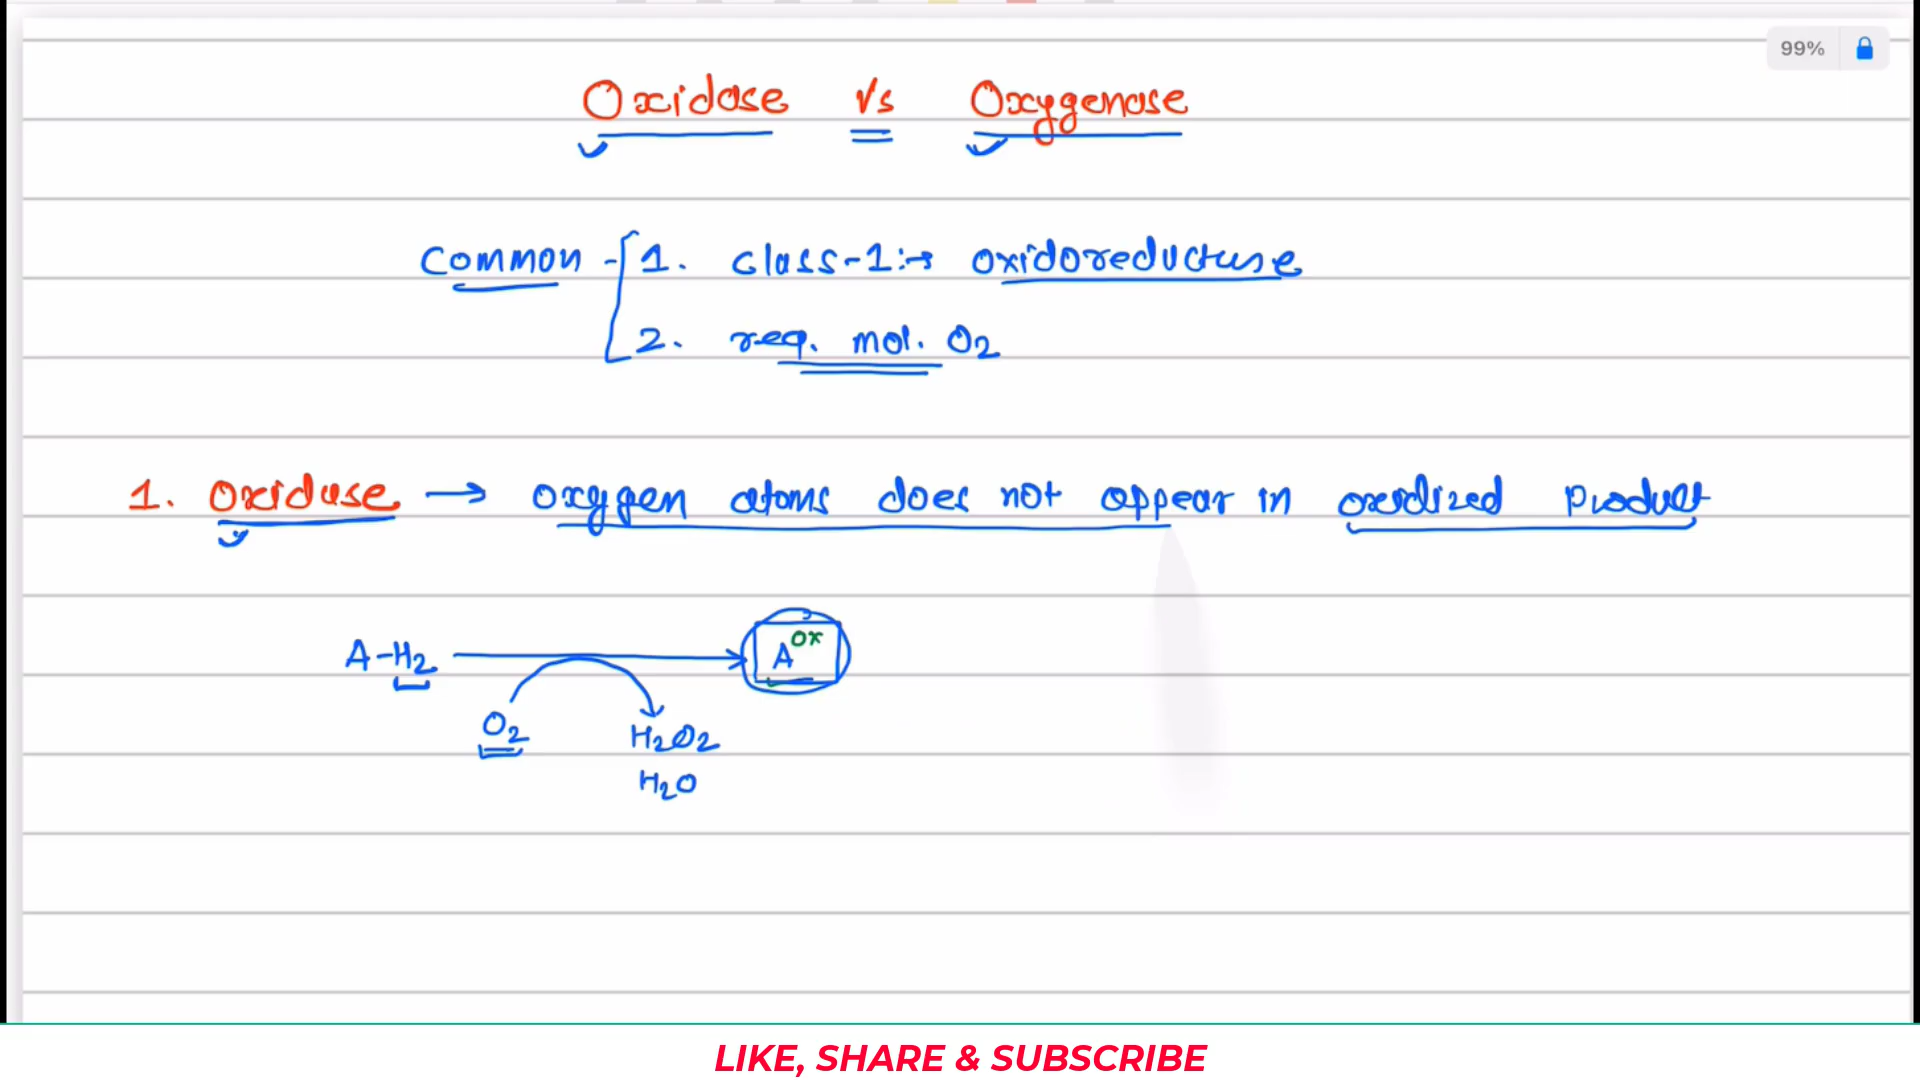 99%
Oxidase Vs Oxygenase
Common - 1. class-1:→ oxidoreductase
2. req. mol. O2
1. Oxidase → oxygen atoms does not appear in oxidized product
A-H2 → A^OX
O2 H2O2
H2O
LIKE, SHARE & SUBSCRIBE